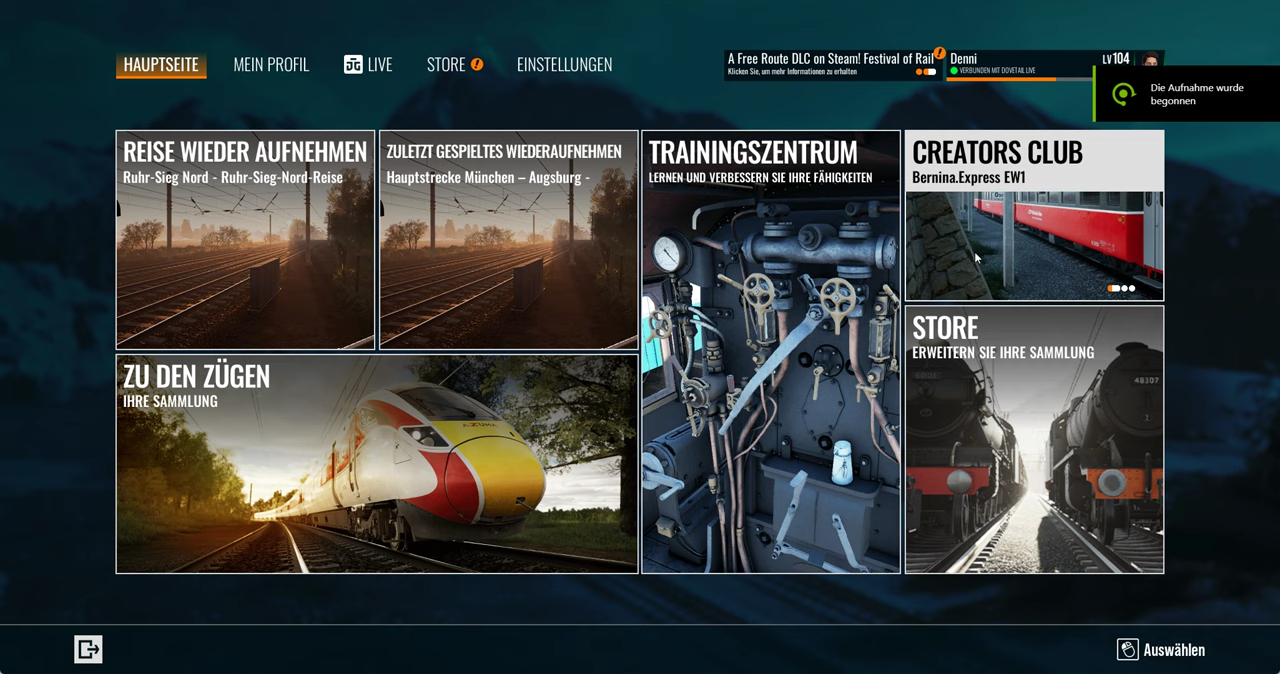 HAUPTSEITE
MEIN PROFIL
LIVE
STORE
EINSTELLUNGEN
A Free Route DLC on Steam! Festival of Rail
Klicken Sie, um mehr Informationen zu erhalten
Denni
LV 104
VERBUNDEN MIT DOVETAIL LIVE
Die Aufnahme wurde
begonnen
REISE WIEDER AUFNEHMEN
Ruhr-Sieg Nord - Ruhr-Sieg-Nord-Reise
ZULETZT GESPIELTES WIEDERAUFNEHMEN
Hauptstrecke München – Augsburg -
TRAININGSZENTRUM
LERNEN UND VERBESSERN SIE IHRE FÄHIGKEITEN
CREATORS CLUB
Bernina.Express EW1
ZU DEN ZÜGEN
IHRE SAMMLUNG
AZUMA
STORE
ERWEITERN SIE IHRE SAMMLUNG
48307
Auswählen